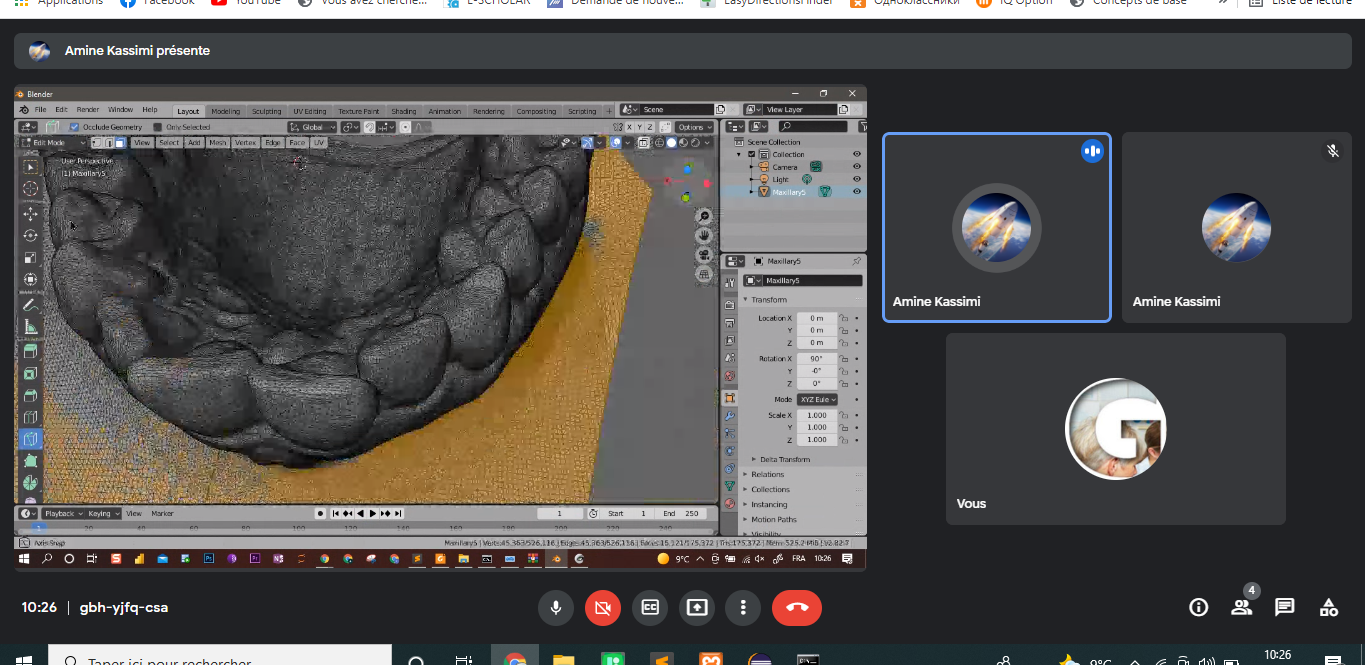 Applications Facebook YouTube Vous avez cherché... E-SCHOLAR Demande de nouve... EasyDirectionsFinder Одноклассники IQ Option Concepts de base » Liste de lecture
Amine Kassimi présente
Blender
File Edit Render Window Help Layout Modeling Sculpting UV Editing Texture Paint Shading Animation Rendering Compositing Scripting + Scene View Layer
Occlude Geometry Only Selected Global X Y Z Options
Edit Mode View Select Add Mesh Vertex Edge Face UV
User Perspective
(1) Maxillary5
Scene Collection
Collection
Camera
Light
Maxillary5
Maxillary5
Maxillary5
Transform
Location X 0 m
Y 0 m
Z 0 m
Rotation X 90°
Y -0°
Z 0°
Mode XYZ Eule
Scale X 1.000
Y 1.000
Z 1.000
Delta Transform
Relations
Collections
Instancing
Motion Paths
Visibility
Playback Keying View Marker 1 Start 1 End 250
1 20 40 60 80 100 120 140 160 180 200 220 240
Axis Snap
9°C FRA 10:26
Amine Kassimi
Amine Kassimi
G
Vous
10:26 | gbh-yjfq-csa
4
Taper ici pour rechercher
9°C 10:26